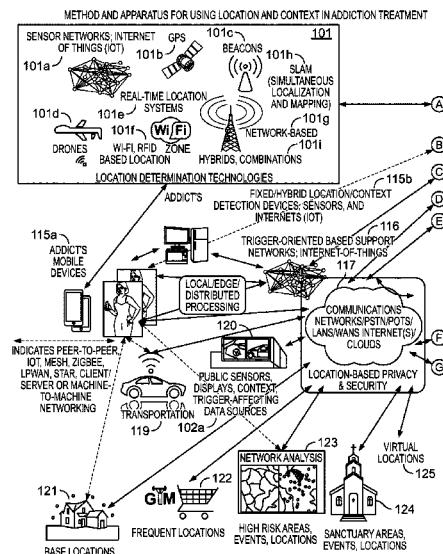 METHOD AND APPARATUS FOR USING LOCATION AND CONTEXT IN ADDICTION TREATMENT
SENSOR NETWORKS; INTERNET
OF THINGS (IOT)
101a
101b
GPS
101c
BEACONS
101
101h
SLAM
(SIMULTANEOUS
LOCALIZATION
AND MAPPING)
REAL-TIME LOCATION
SYSTEMS
101e
101d
101f
WiFi
ZONE
101g
NETWORK-BASED
DRONES
WI-FI, RFID
BASED LOCATION
101i
HYBRIDS, COMBINATIONS
LOCATION DETERMINATION TECHNOLOGIES
A
B
C
D
E
ADDICT'S
FIXED/HYBRID LOCATION/CONTEXT
DETECTION DEVICES; SENSORS, AND
INTERNETS (IOT)
115b
116
TRIGGER-ORIENTED BASED SUPPORT
NETWORKS; INTERNET-OF-THINGS
115a
ADDICT'S
MOBILE
DEVICES
117
LOCAL/EDGE/
DISTRIBUTED
PROCESSING
COMMUNICATIONS
NETWORKS/PSTN/POTS/
LANS/WANS INTERNET(S)/
CLOUDS
120
F
G
LOCATION-BASED PRIVACY
& SECURITY
INDICATES PEER-TO-PEER,
IOT, MESH, ZIGBEE,
LPWAN, STAR, CLIENT/
SERVER OR MACHINE-
TO-MACHINE
NETWORKING
PUBLIC SENSORS,
DISPLAYS, CONTEXT,
TRIGGER-AFFECTING
DATA SOURCES
TRANSPORTATION
119
102a
123
NETWORK ANALYSIS
VIRTUAL
LOCATIONS
125
121
122
GYM
124
BASE LOCATIONS
FREQUENT LOCATIONS
HIGH RISK AREAS,
EVENTS, LOCATIONS
SANCTUARY AREAS,
EVENTS, LOCATIONS